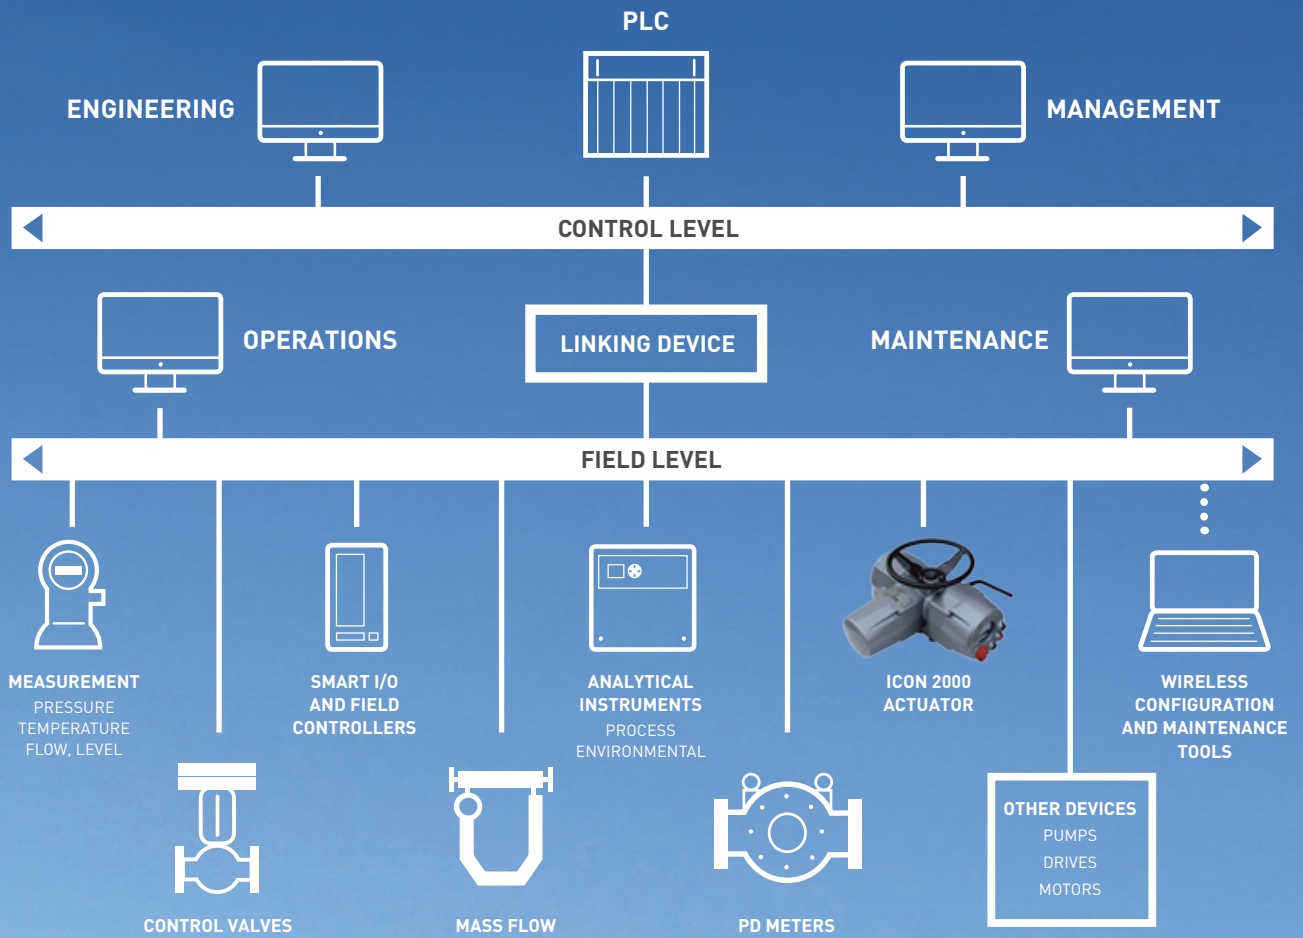 PLC
ENGINEERING
MANAGEMENT
CONTROL LEVEL
OPERATIONS
LINKING DEVICE
MAINTENANCE
FIELD LEVEL
MEASUREMENT
PRESSURE
TEMPERATURE
FLOW, LEVEL
SMART I/O
AND FIELD
CONTROLLERS
ANALYTICAL
INSTRUMENTS
PROCESS
ENVIRONMENTAL
ICON 2000
ACTUATOR
WIRELESS
CONFIGURATION
AND MAINTENANCE
TOOLS
CONTROL VALVES
MASS FLOW
PD METERS
OTHER DEVICES
PUMPS
DRIVES
MOTORS